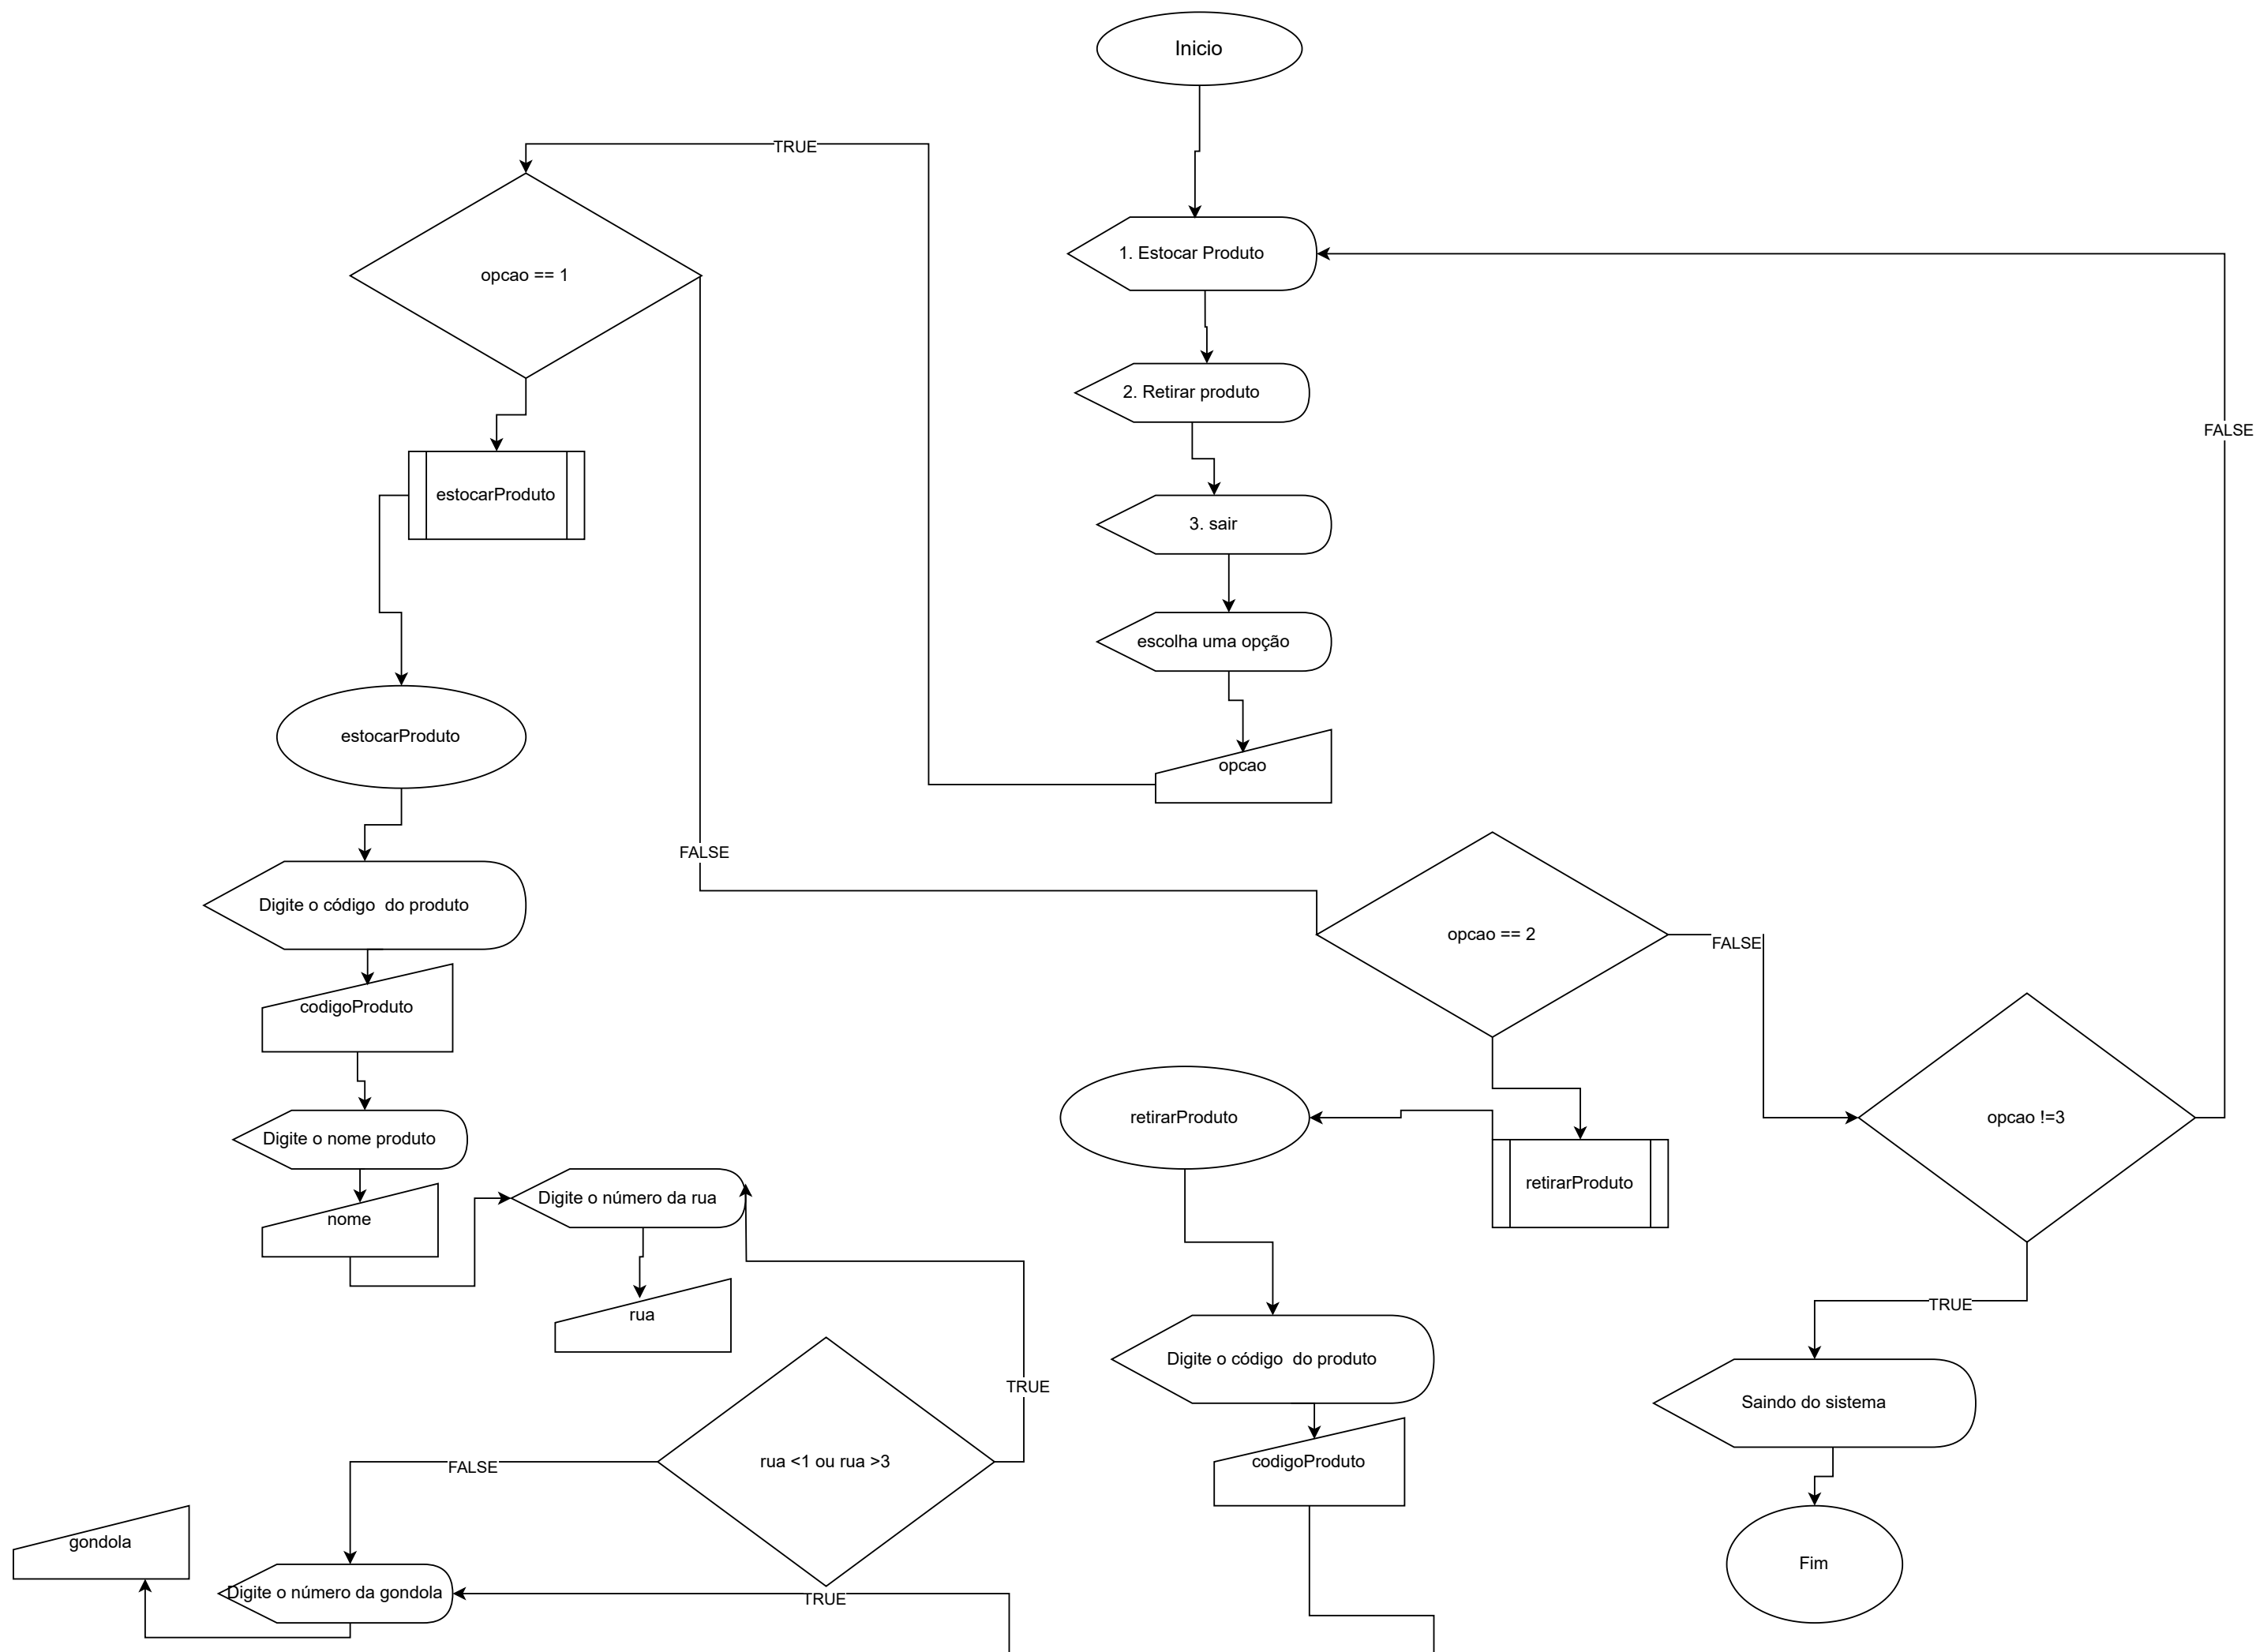 Inicio
TRUE
opcao == 1
1. Estocar Produto
2. Retirar produto
FALSE
estocarProduto
3. sair
escolha uma opção
estocarProduto
opcao
FALSE
Digite o código  do produto
opcao == 2
FALSE
codigoProduto
Digite o nome produto
retirarProduto
opcao !=3
retirarProduto
Digite o número da rua
nome
rua
TRUE
Digite o código  do produto
TRUE
Saindo do sistema
rua <1 ou rua >3
FALSE
codigoProduto
gondola
Digite o número da gondola
TRUE
Fim